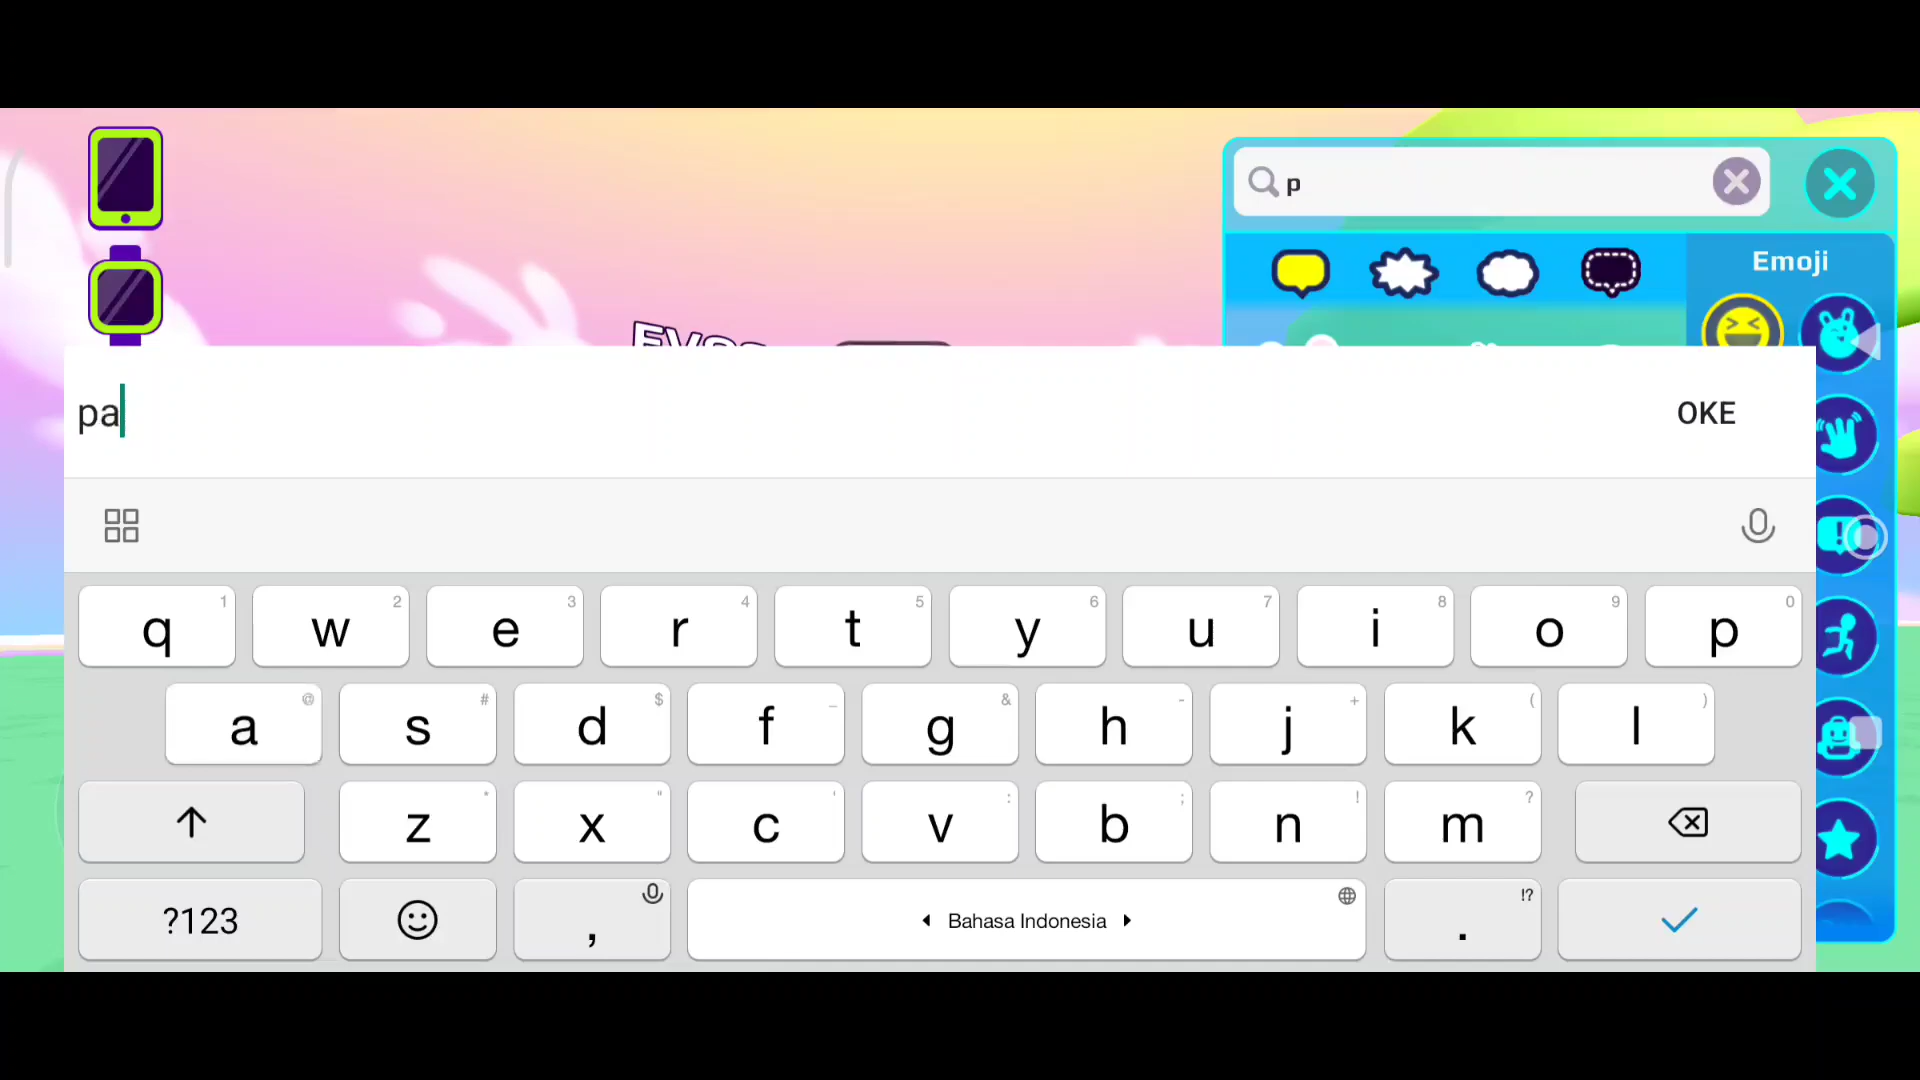 p
Emoji
pa
OKE
q 1 w 2 e 3 r 4 t 5 y 6 u 7 i 8 o 9 p 0
a @ s # d $ f _ g & h - j + k ( l )
z * x " c ' v : b ; n ! m ?
?123 , Bahasa Indonesia . !?